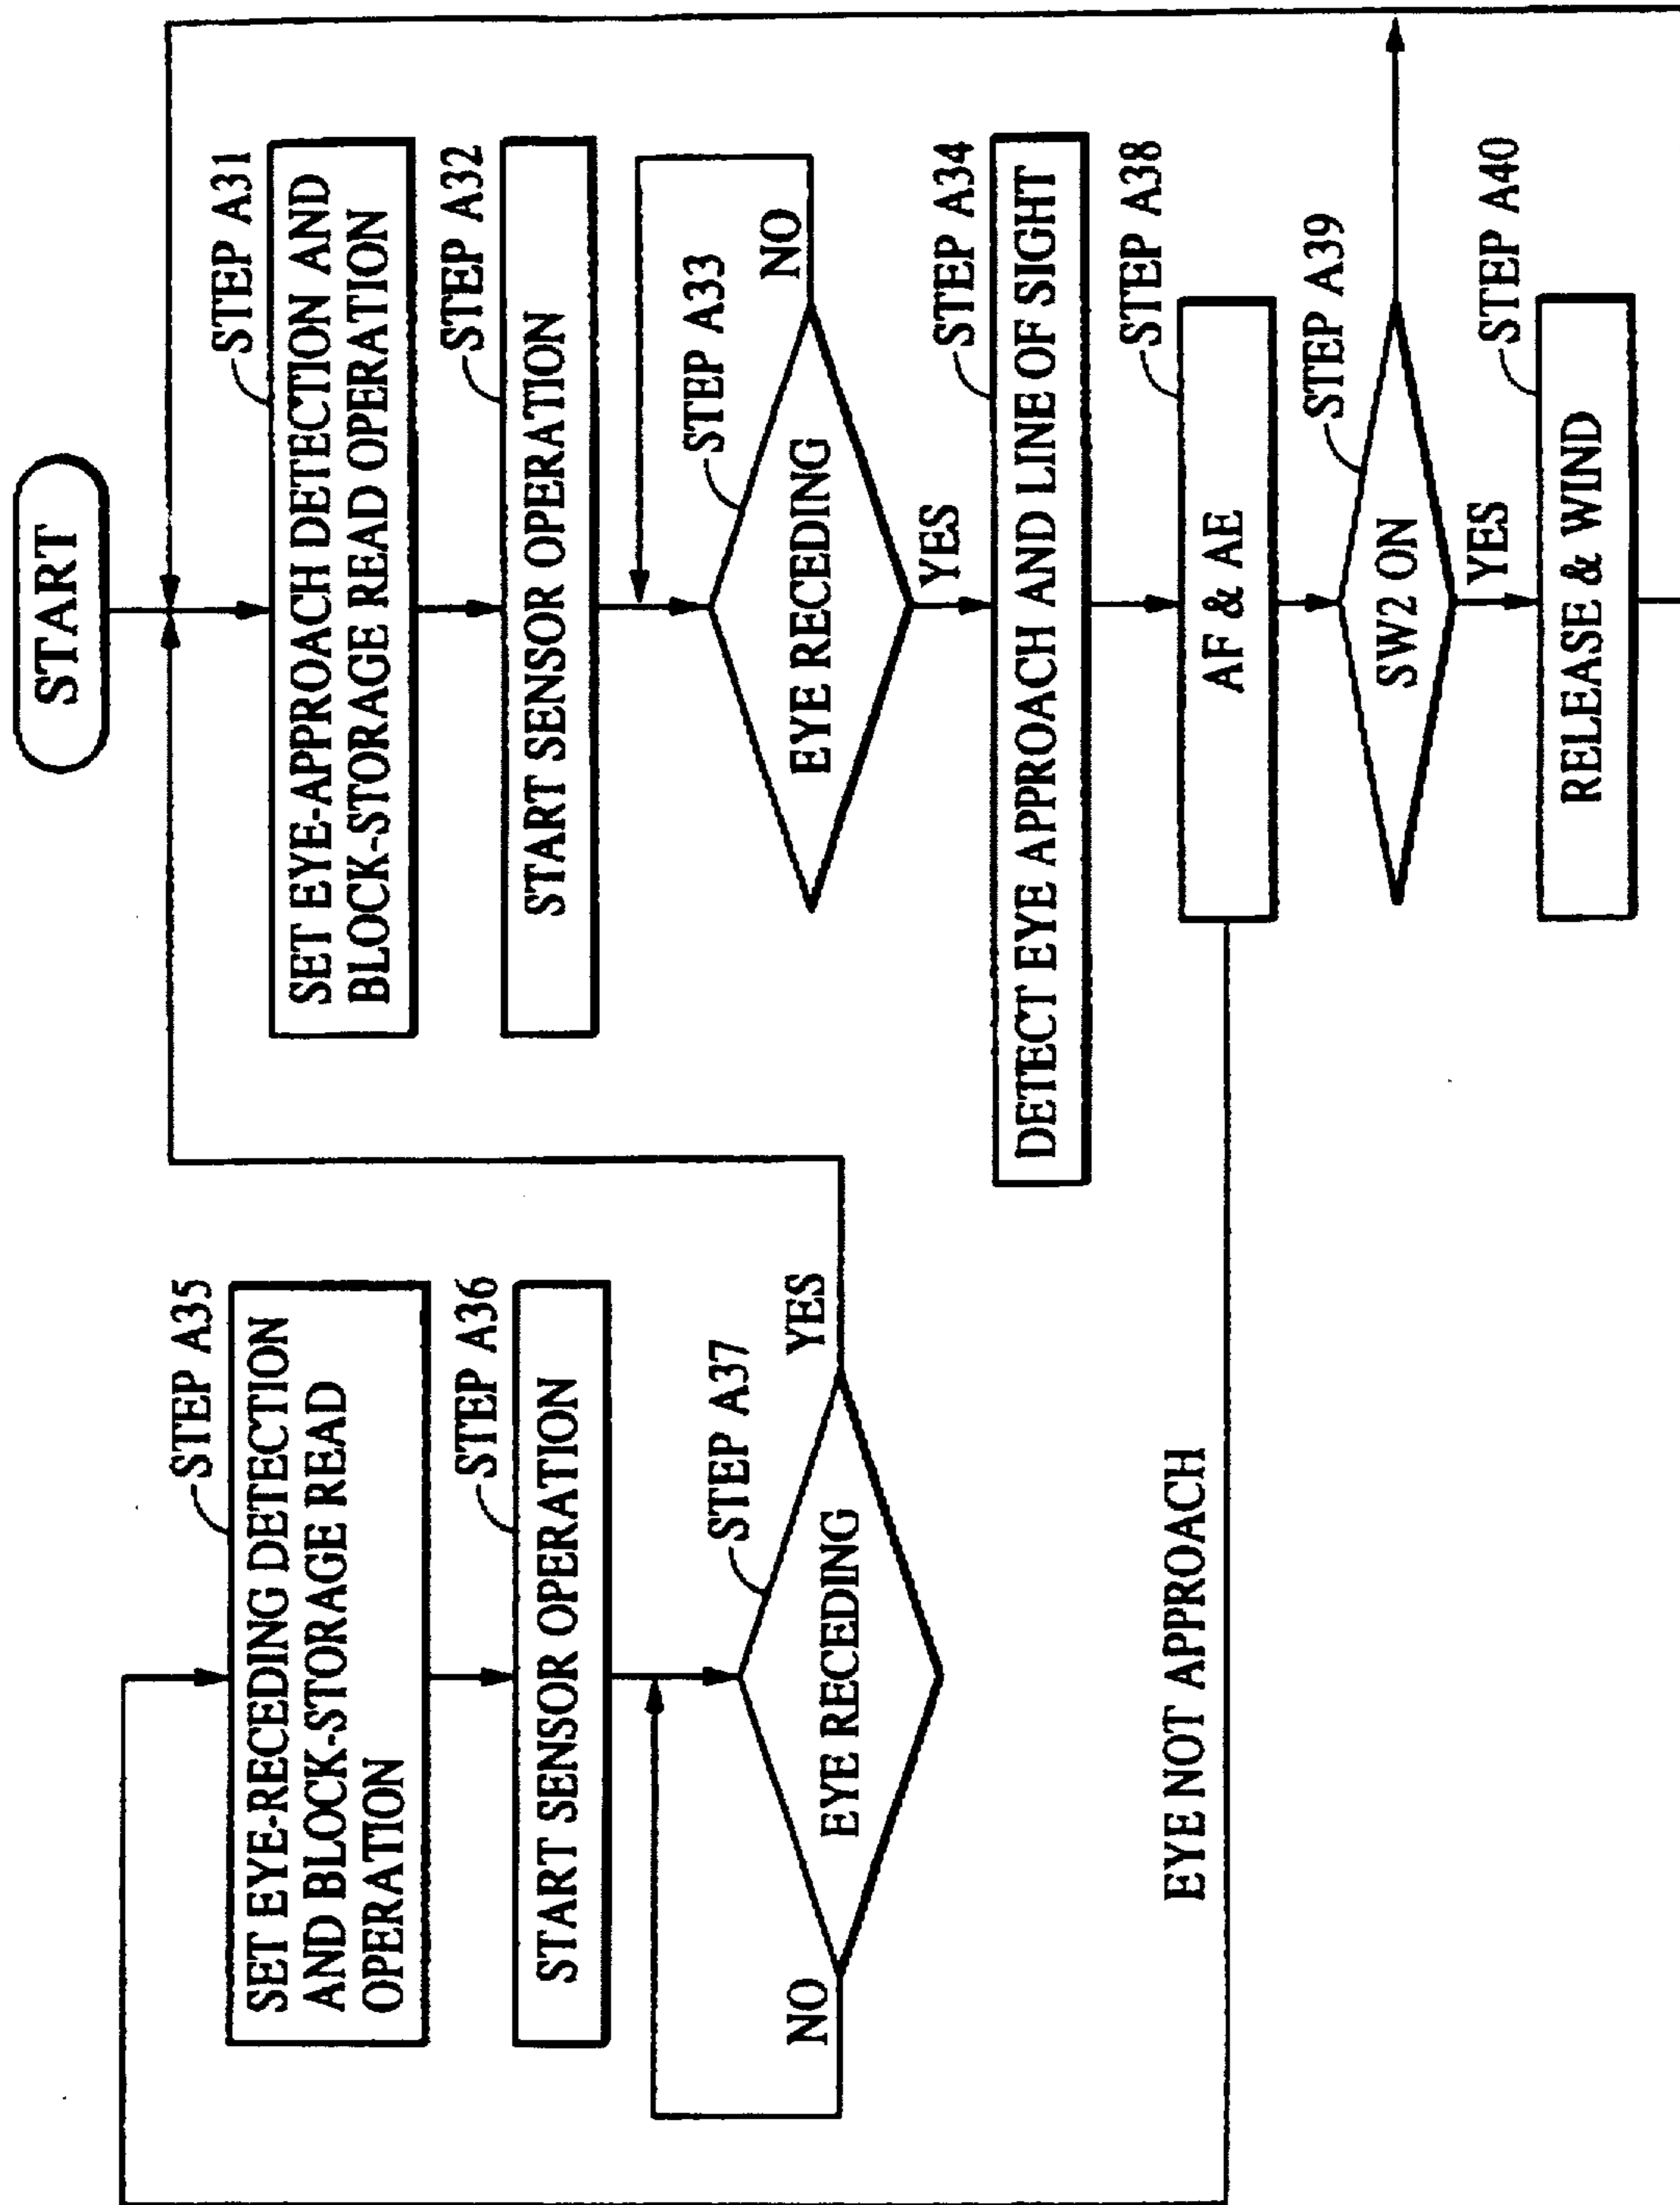 START
STEP A31
SET EYE-APPROACH DETECTION AND
BLOCK-STORAGE READ OPERATION
STEP A32
START SENSOR OPERATION
STEP A33
EYE RECEDING
NO
YES
STEP A34
DETECT EYE APPROACH AND LINE OF SIGHT
STEP A38
AF & AE
STEP A39
SW2 ON
YES
STEP A40
RELEASE & WIND
STEP A35
SET EYE-RECEDING DETECTION
AND BLOCK-STORAGE READ
OPERATION
STEP A36
START SENSOR OPERATION
STEP A37
EYE RECEDING
YES
NO
EYE NOT APPROACH